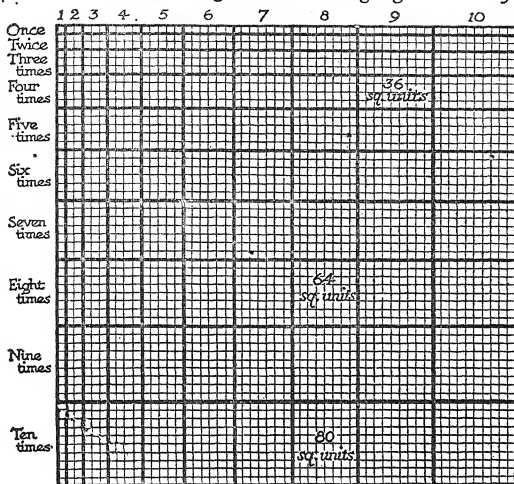 1 2 3 4 5 6 7 8 9 10
Once
Twice
Three
times
Four
times
36
sq. units
Five
times
Six
times
Seven
times
Eight
times
64
sq. units
Nine
times
Ten
times
80
sq. units